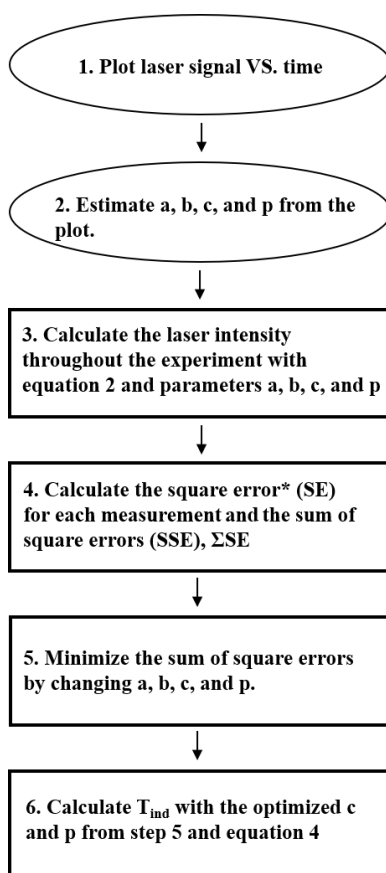 1. Plot laser signal VS. time
2. Estimate a, b, c, and p from the
plot.
3. Calculate the laser intensity
throughout the experiment with
equation 2 and parameters a, b, c, and p
4. Calculate the square error* (SE)
for each measurement and the sum of
square errors (SSE), ΣSE
5. Minimize the sum of square errors
by changing a, b, c, and p.
6. Calculate T_ind with the optimized c
and p from step 5 and equation 4